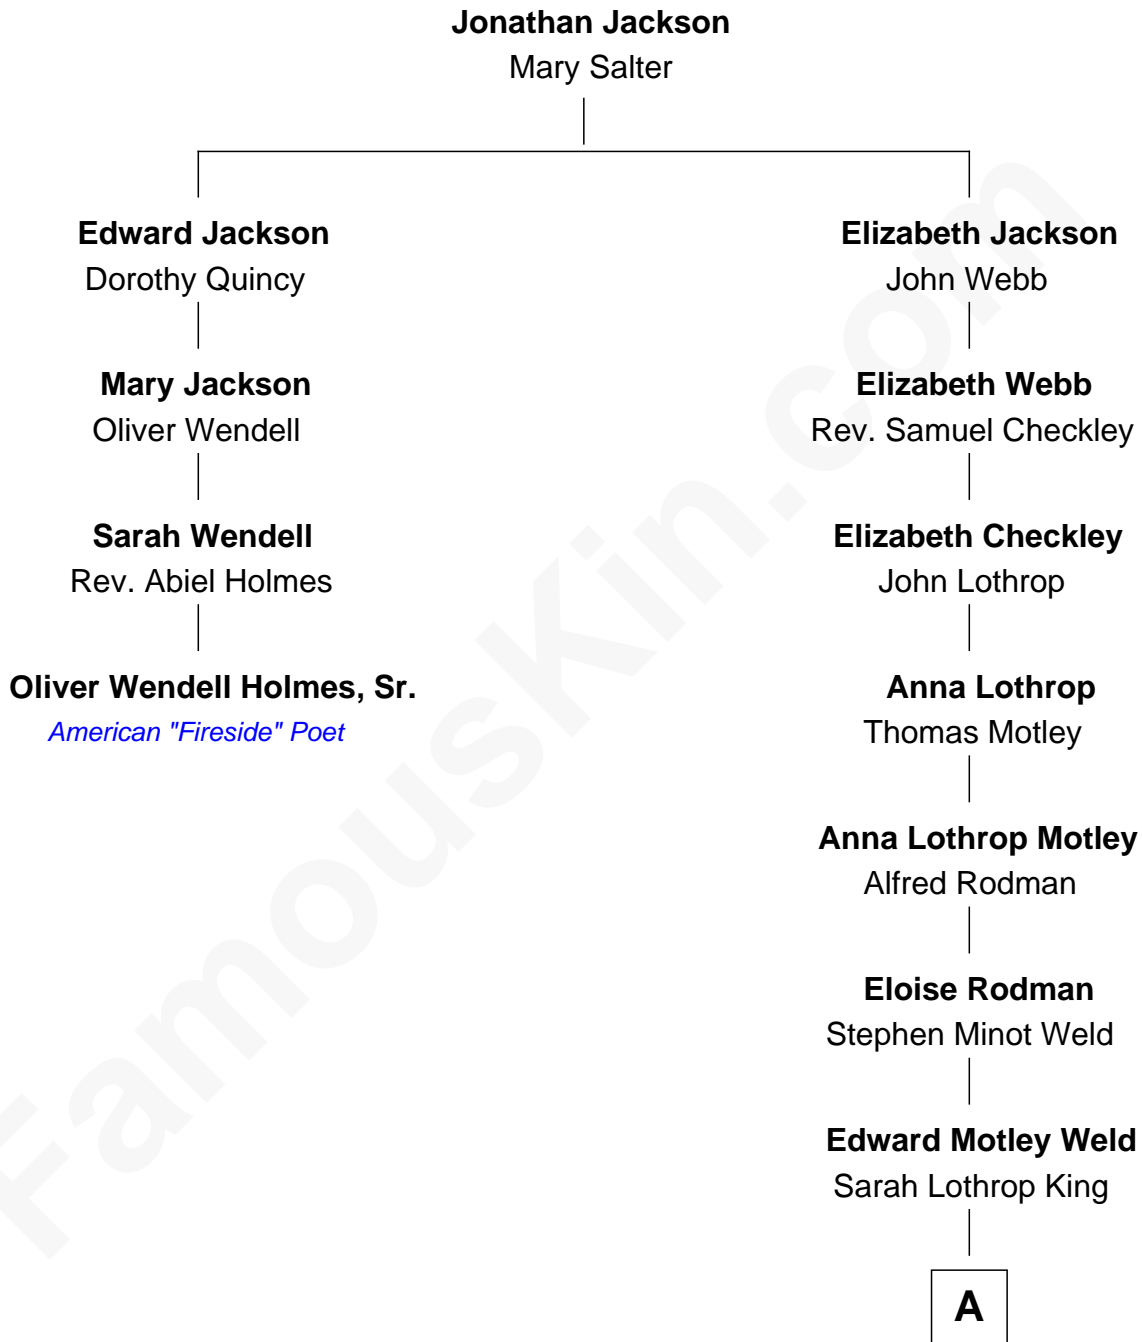 Jonathan Jackson
Mary Salter
Edward Jackson
Dorothy Quincy
Mary Jackson
Oliver Wendell
Sarah Wendell
Rev. Abiel Holmes
Oliver Wendell Holmes, Sr.
American "Fireside" Poet
Elizabeth Jackson
John Webb
Elizabeth Webb
Rev. Samuel Checkley
Elizabeth Checkley
John Lothrop
Anna Lothrop
Thomas Motley
Anna Lothrop Motley
Alfred Rodman
Eloise Rodman
Stephen Minot Weld
Edward Motley Weld
Sarah Lothrop King
A
FamousKin.com